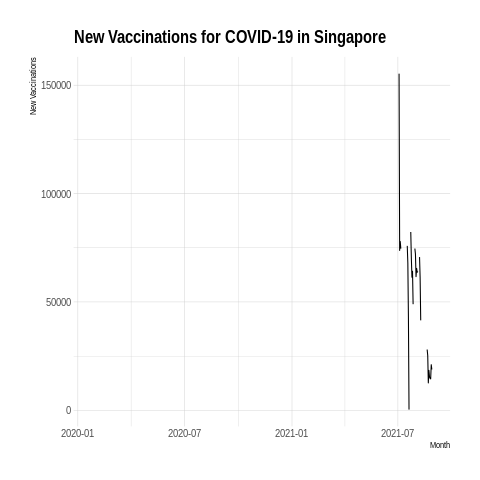 New Vaccinations for COVID-19 in Singapore
New Vaccinations
150000
100000
50000
0
2020-01
2020-07
2021-01
2021-07
Month